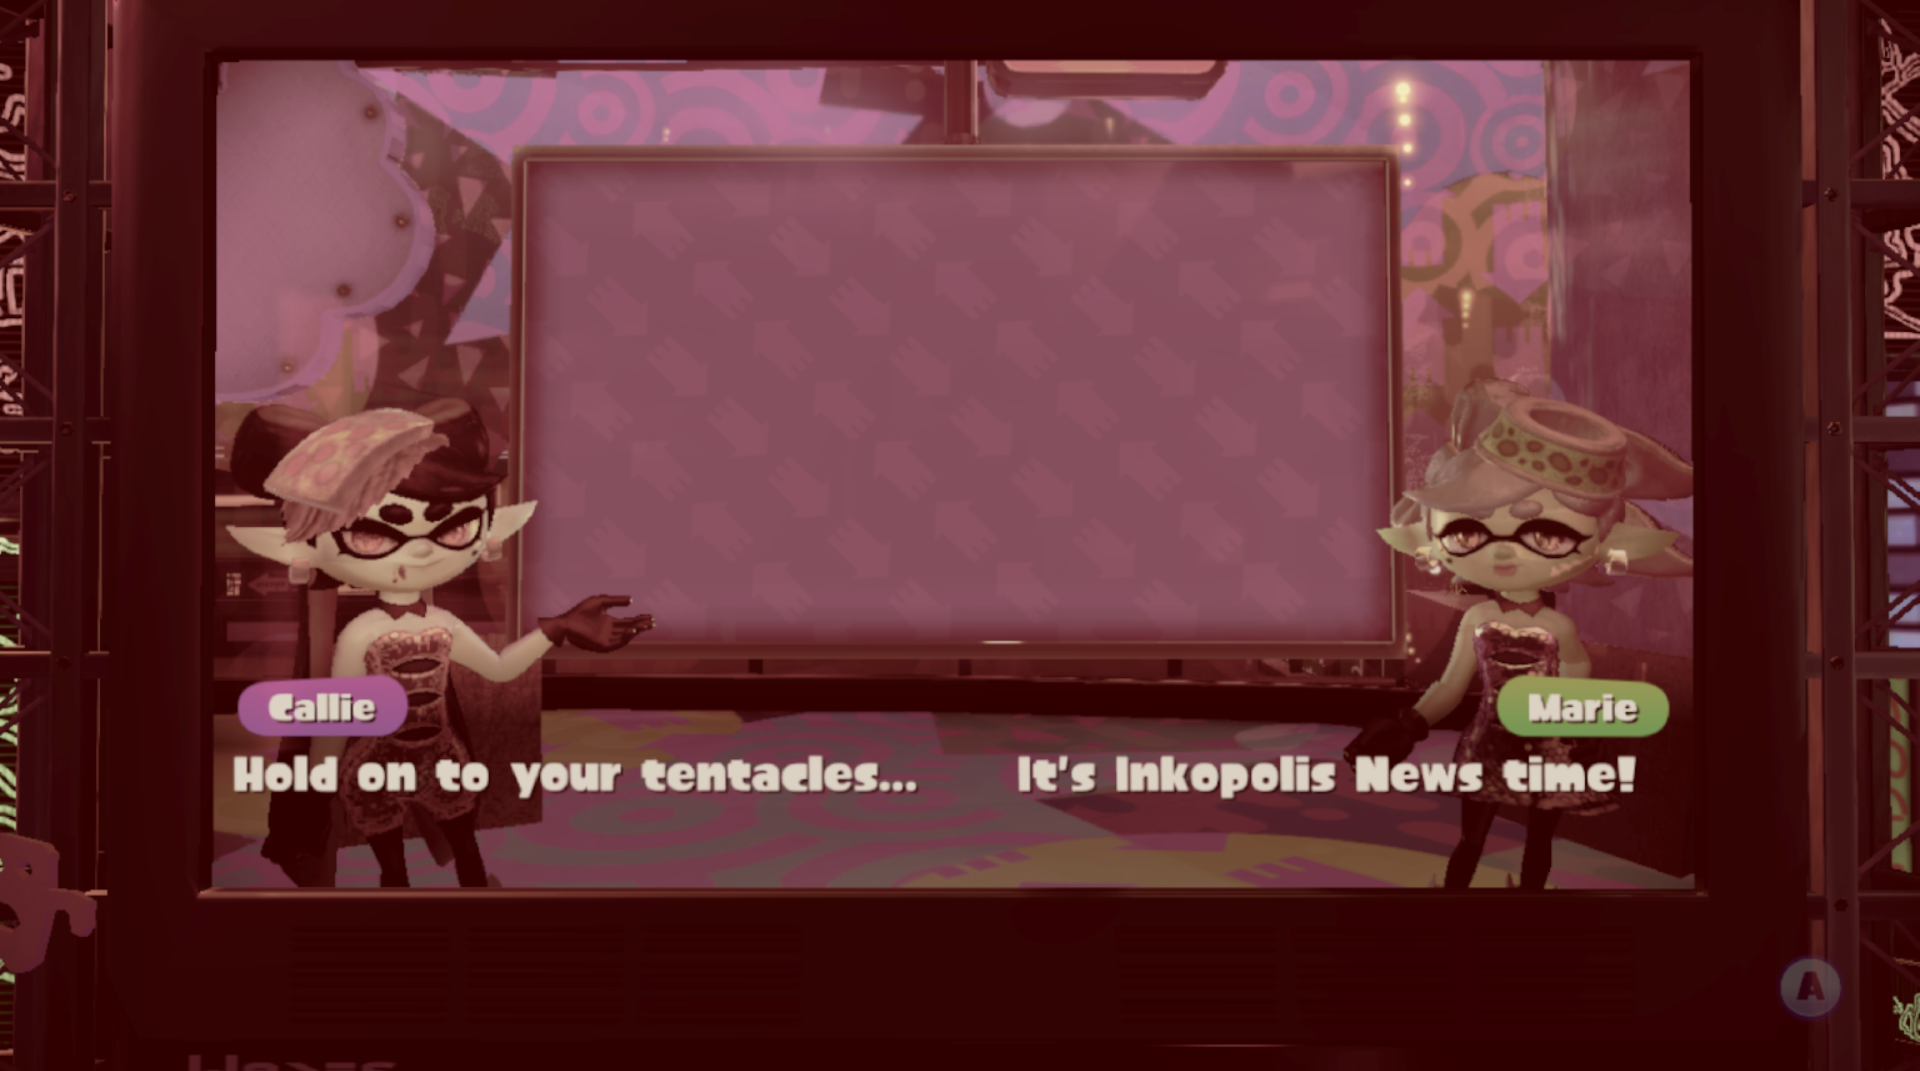 Callie
Hold on to your tentacles...
Marie
It's Inkopolis News time!
A